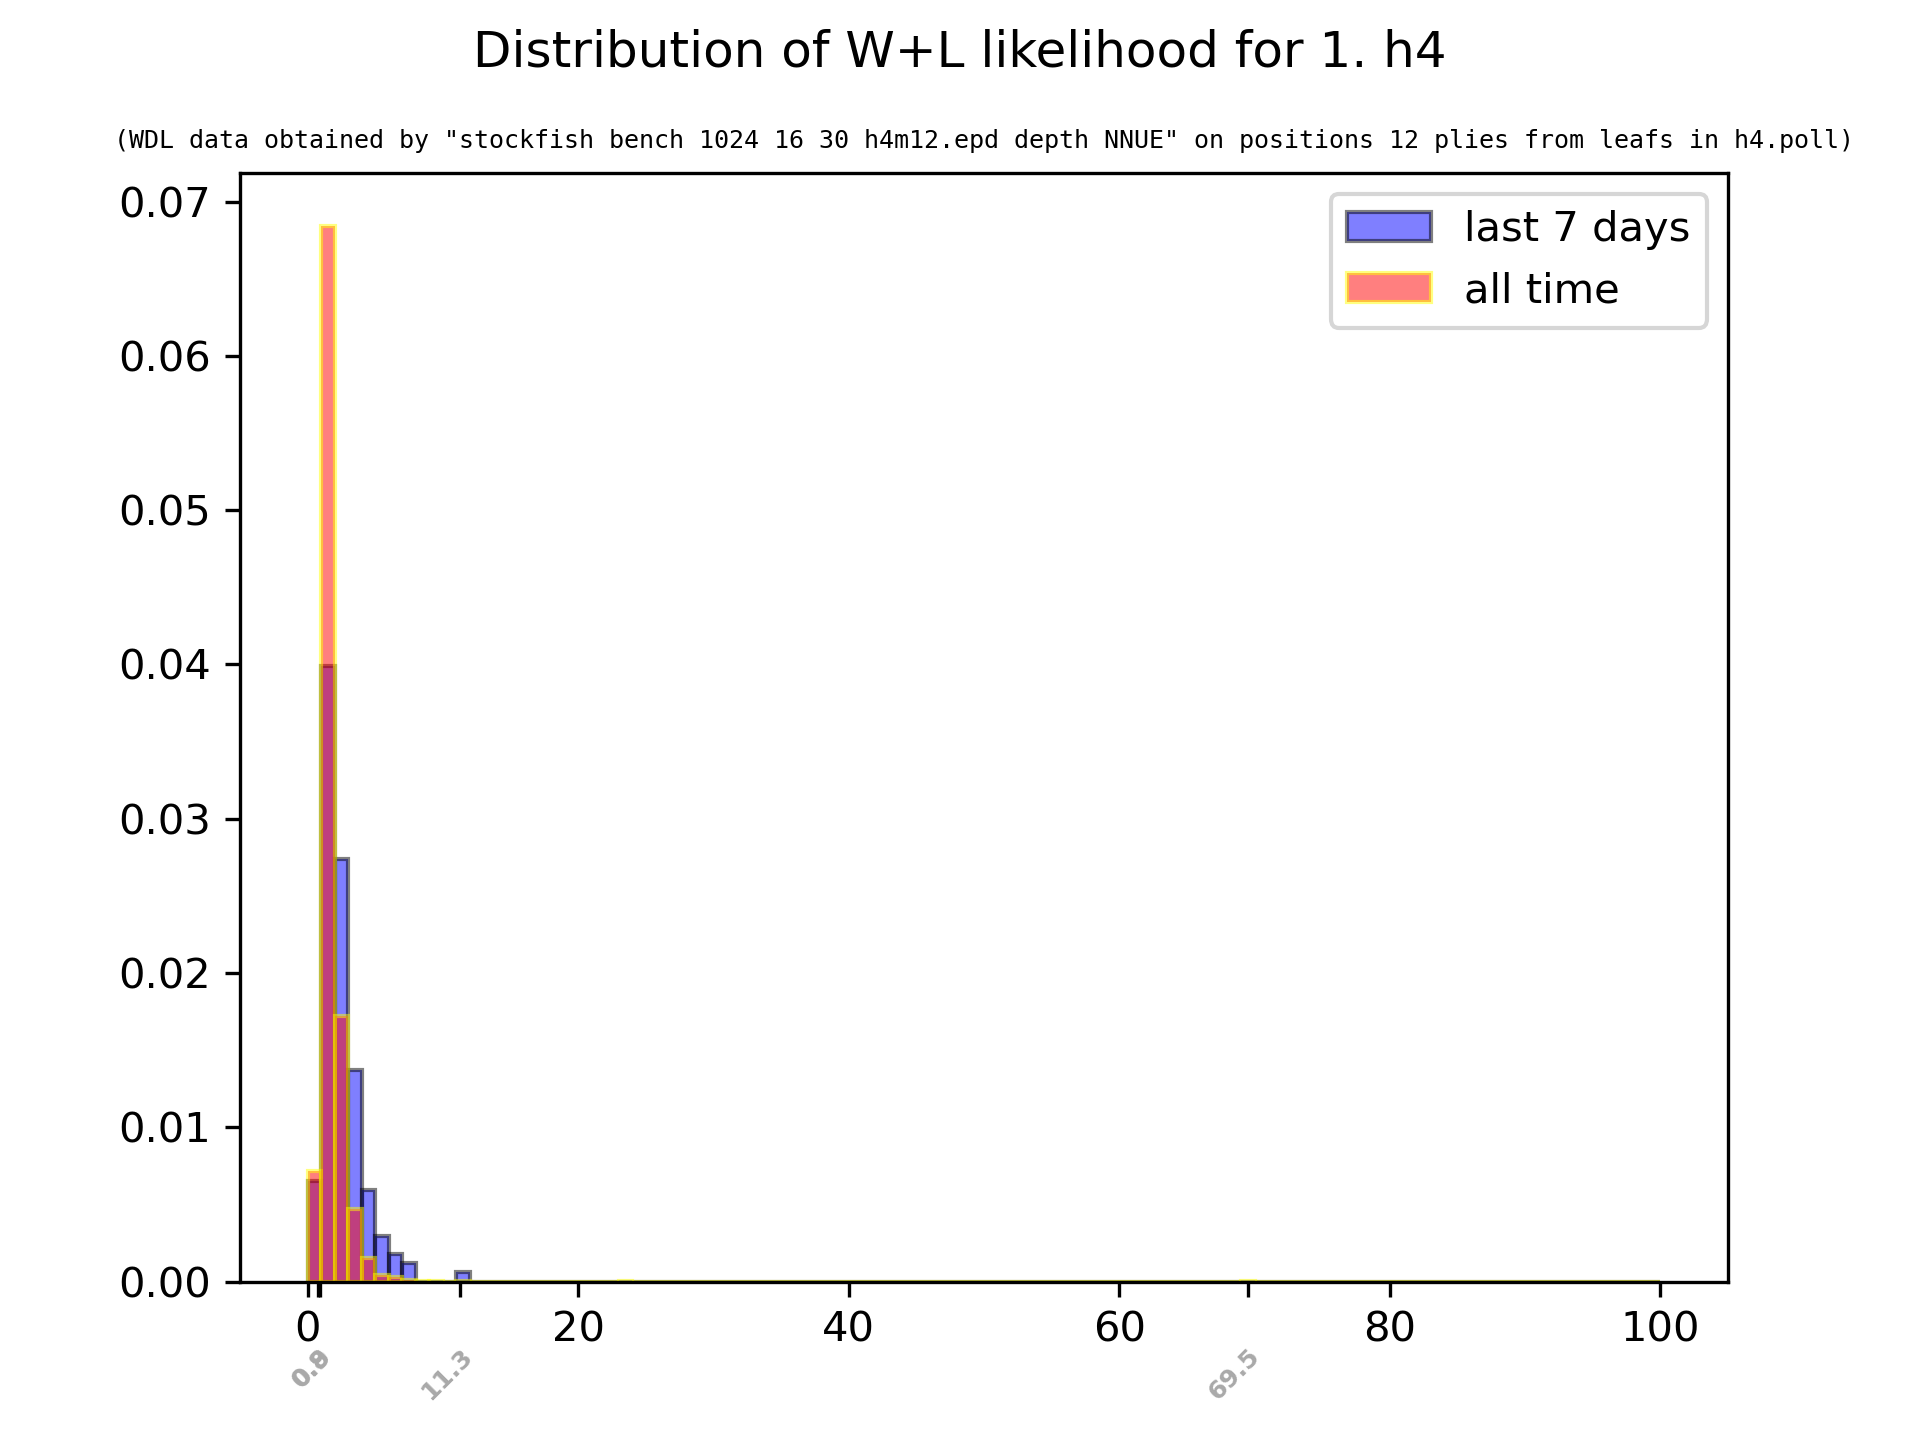 Distribution of W+L likelihood for 1. h4
(WDL data obtained by "stockfish bench 1024 16 30 h4m12.epd depth NNUE" on positions 12 plies from leafs in h4.poll)
last 7 days
all time
0.07
0.06
0.05
0.04
0.03
0.02
0.01
0.00
0 20 40 60 80 100
11.3 69.5